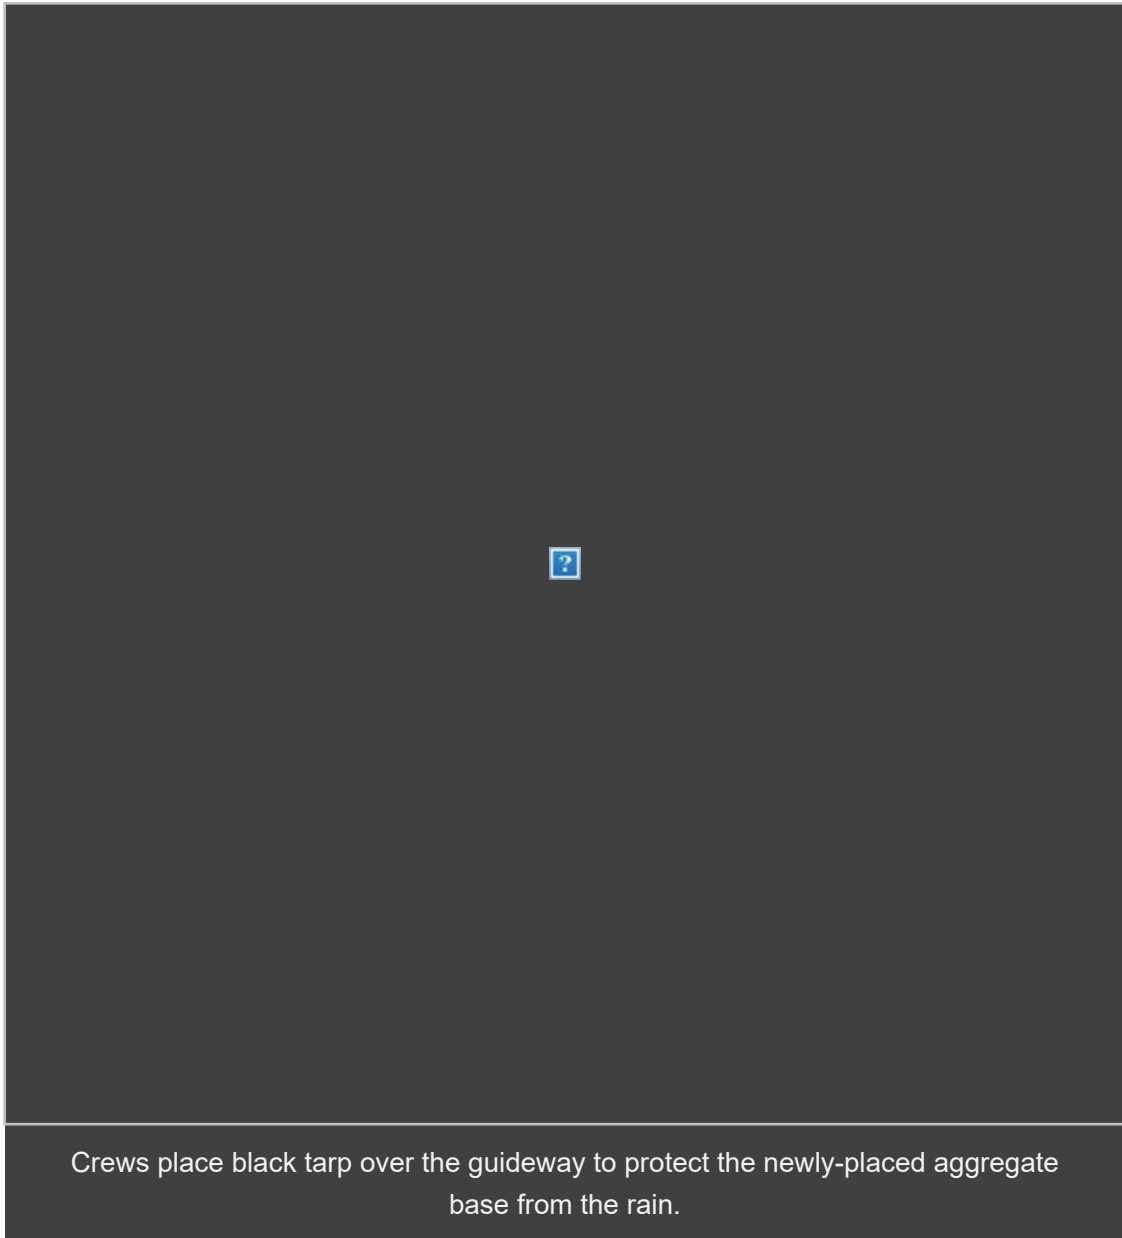 ?
Crews place black tarp over the guideway to protect the newly-placed aggregate
base from the rain.